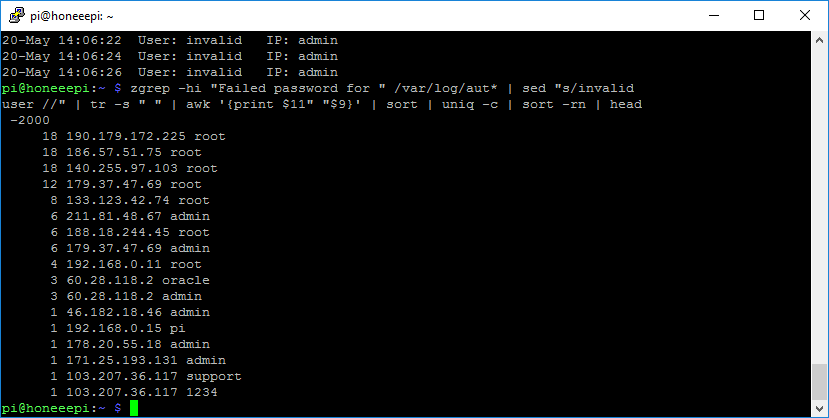 pi@honeeepi: ~
20-May 14:06:22  User: invalid   IP: admin
20-May 14:06:24  User: invalid   IP: admin
20-May 14:06:26  User: invalid   IP: admin
pi@honeeepi:~ $ zgrep -hi "Failed password for " /var/log/aut* | sed "s/invalid
user //" | tr -s " " | awk '{print $11" "$9}' | sort | uniq -c | sort -rn | head
 -2000
     18 190.179.172.225 root
     18 186.57.51.75 root
     18 140.255.97.103 root
     12 179.37.47.69 root
      8 133.123.42.74 root
      6 211.81.48.67 admin
      6 188.18.244.45 root
      6 179.37.47.69 admin
      4 192.168.0.11 root
      3 60.28.118.2 oracle
      3 60.28.118.2 admin
      1 46.182.18.46 admin
      1 192.168.0.15 pi
      1 178.20.55.18 admin
      1 171.25.193.131 admin
      1 103.207.36.117 support
      1 103.207.36.117 1234
pi@honeeepi:~ $